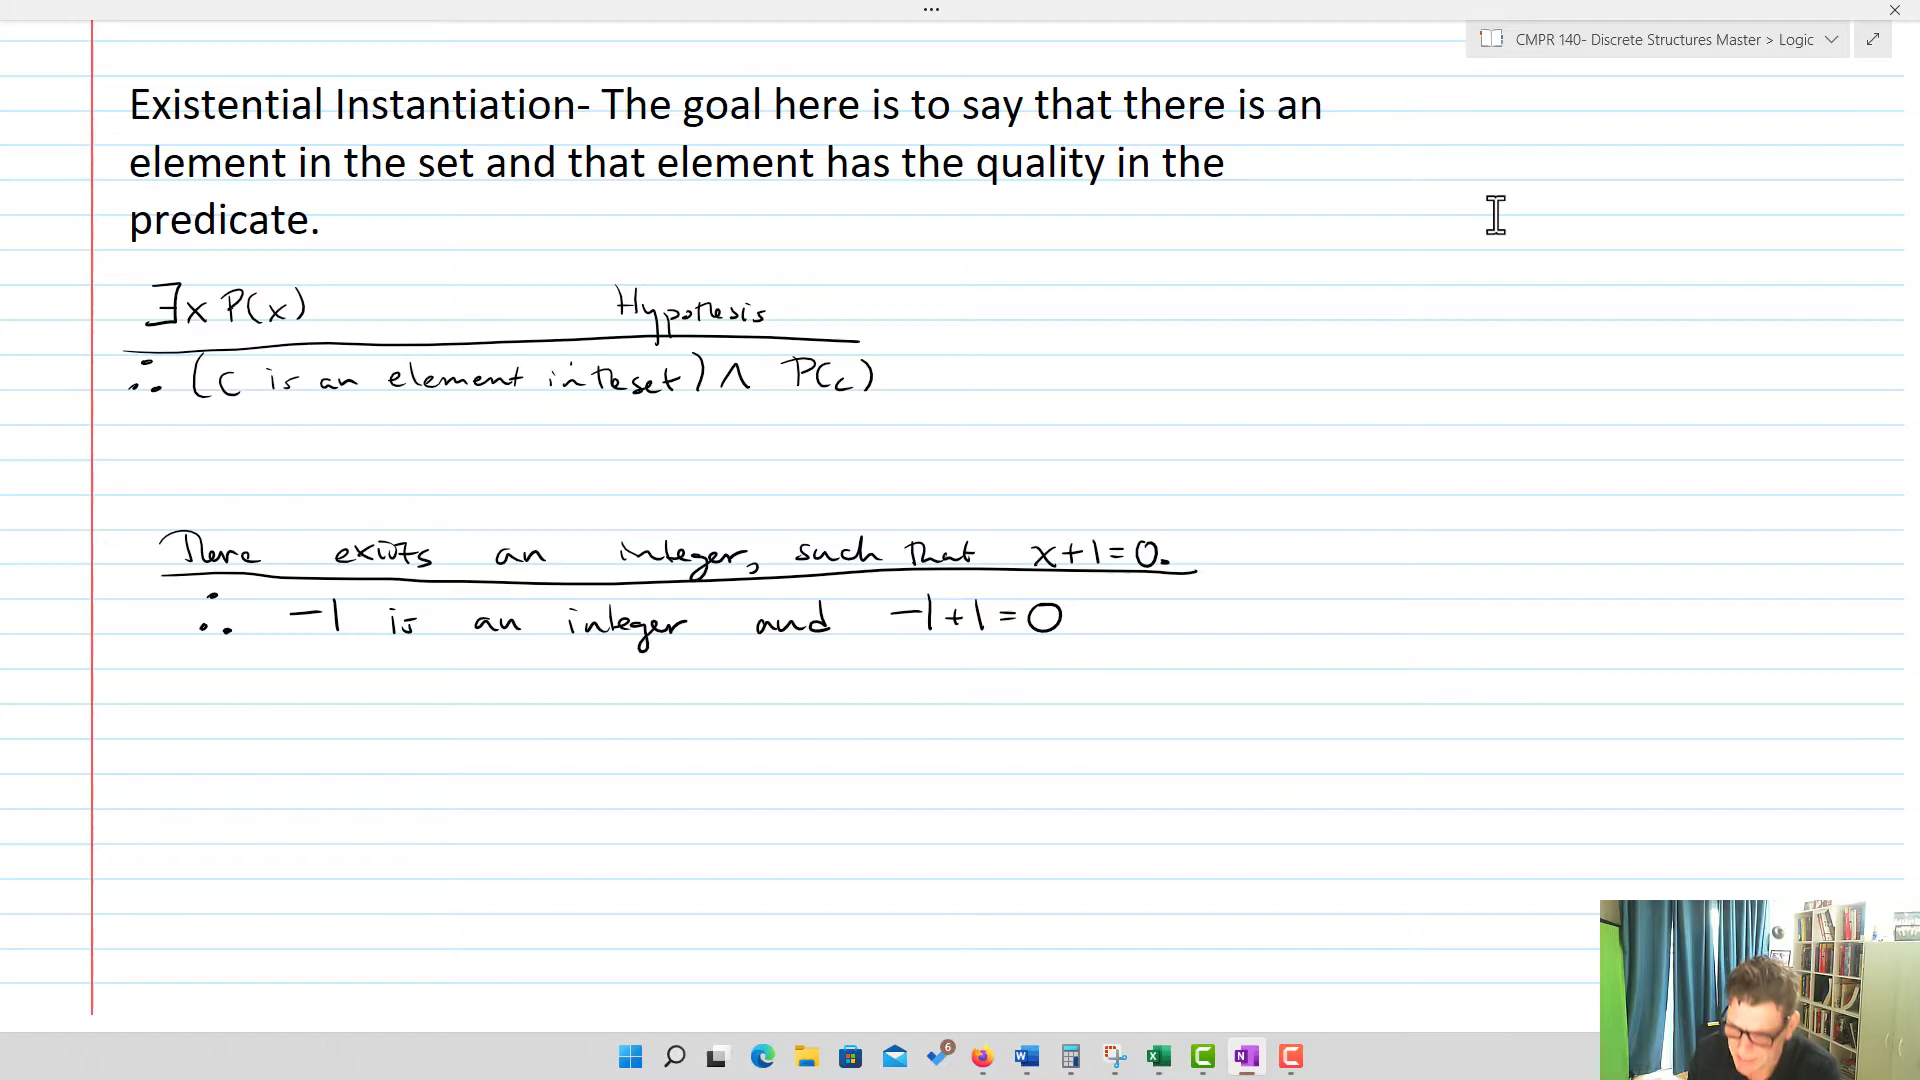 CMPR 140- Discrete Structures Master > Logic
Existential Instantiation- The goal here is to say that there is an
element in the set and that element has the quality in the
predicate.
∃x P(x) Hypothesis
∴ (c is an element in the set) ∧ P(c)
There exists an integer, such that x+1=0.
∴ -1 is an integer and -1+1=0
6